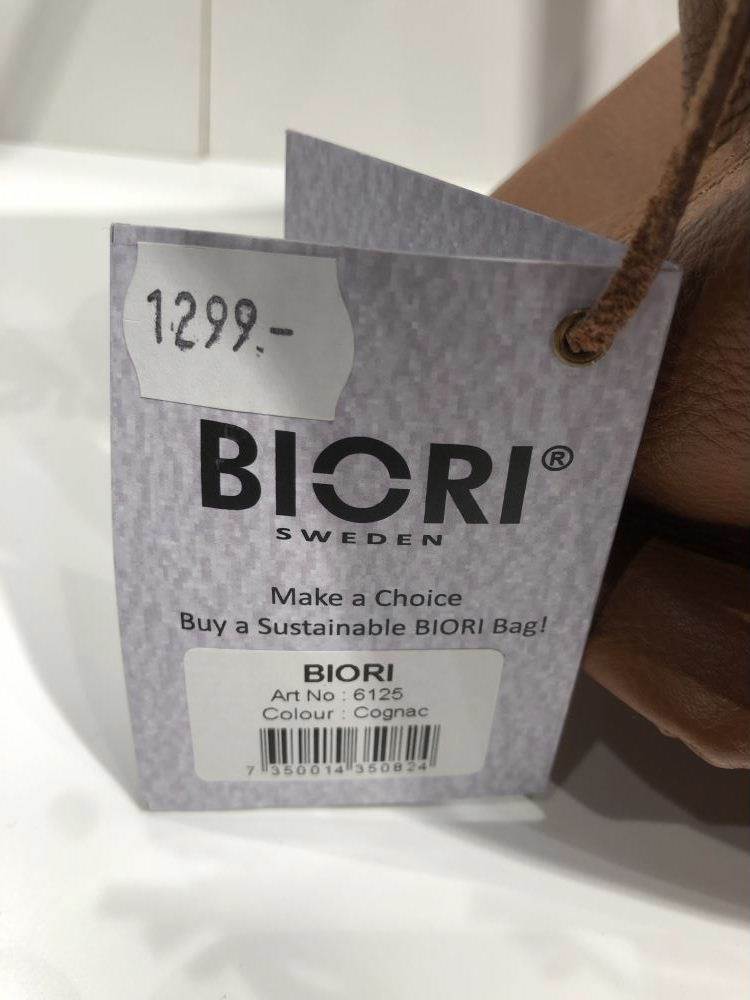 1299.-
BIORI®
SWEDEN
Make a Choice
Buy a Sustainable BIORI Bag!
BIORI
Art No : 6125
Colour : Cognac
7 350014 350824